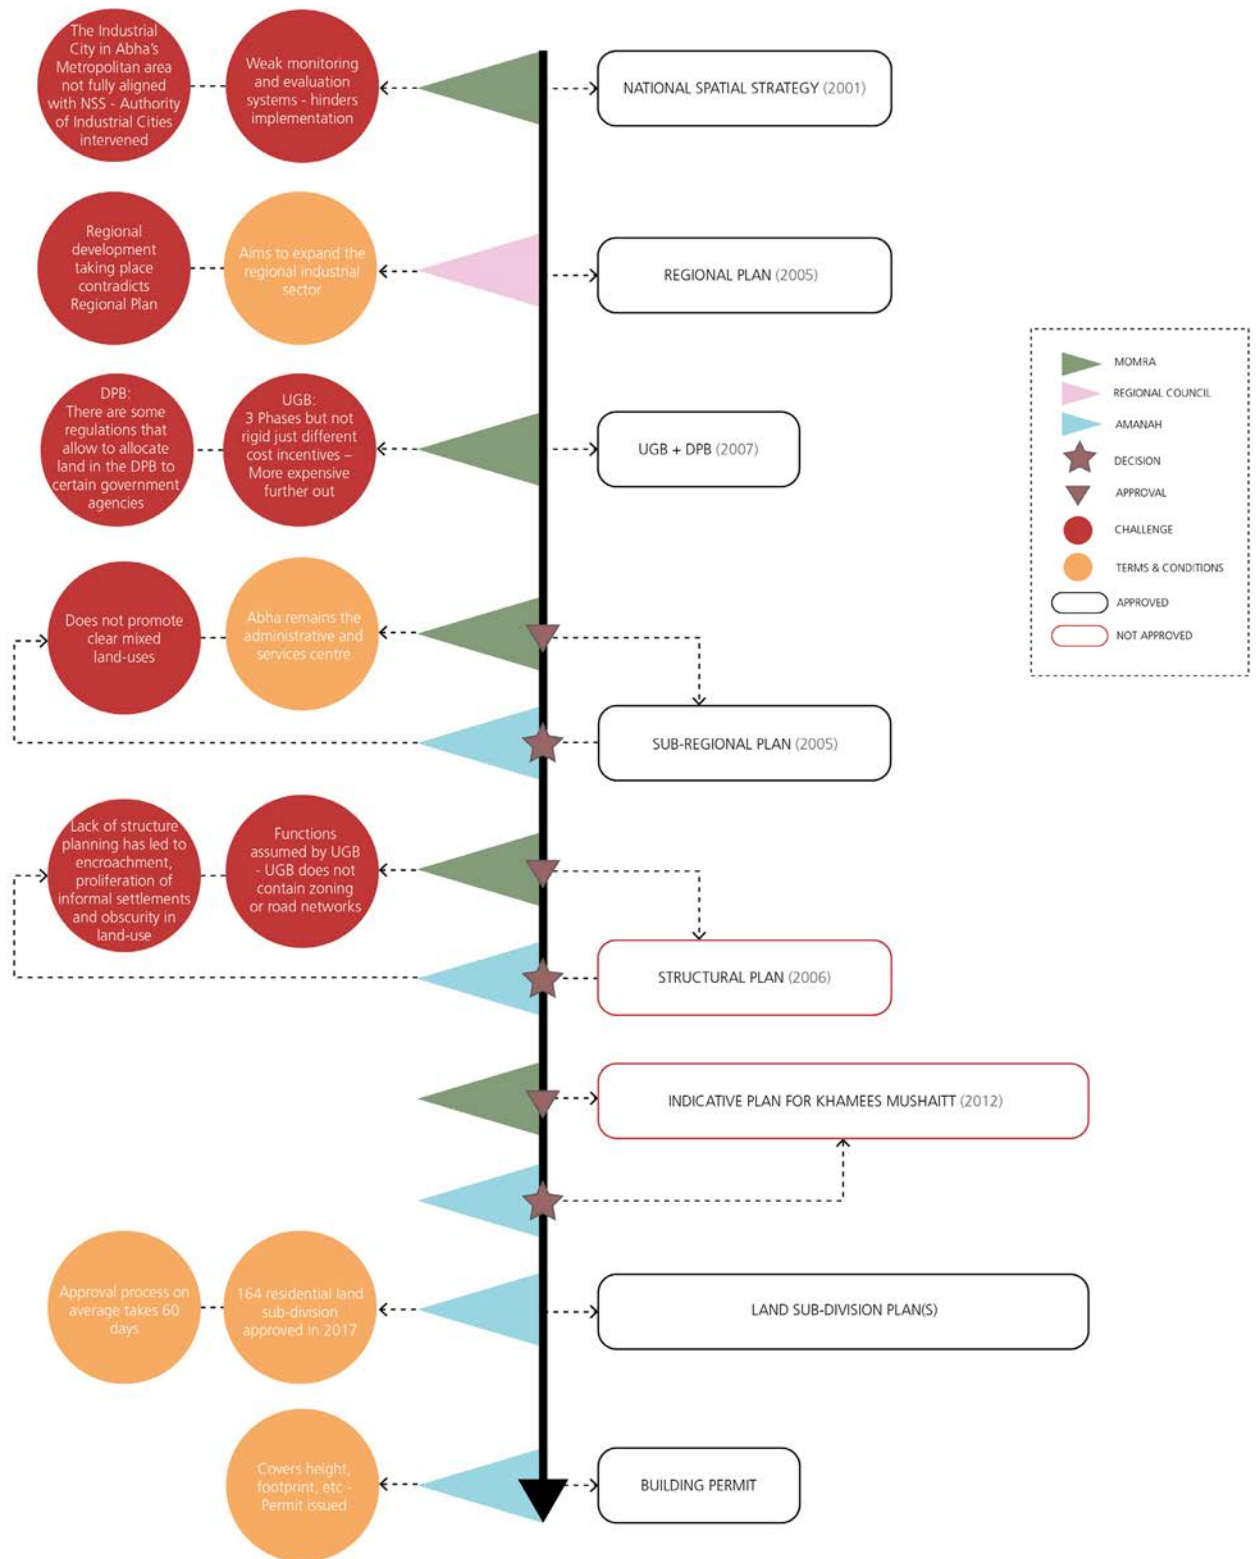 The Industrial
City in Abha's
Metropolitan area
not fully aligned
with NSS - Authority
of Industrial Cities
intervened
Weak monitoring
and evaluation
systems - hinders
implementation
NATIONAL SPATIAL STRATEGY (2001)
Regional
development
taking place
contradicts
Regional Plan
Aims to expand the
regional industrial
sector
REGIONAL PLAN (2005)
DPB:
There are some
regulations that
allow to allocate
land in the DPB to
certain government
agencies
UGB:
3 Phases but not
rigid just different
cost incentives –
More expensive
further out
UGB + DPB (2007)
Does not promote
clear mixed
land-uses
Abha remains the
administrative and
services centre
SUB-REGIONAL PLAN (2005)
Lack of structure
planning has led to
encroachment,
proliferation of
informal settlements
and obscurity in
land-use
Functions
assumed by UGB
- UGB does not
contain zoning
or road networks
STRUCTURAL PLAN (2006)
INDICATIVE PLAN FOR KHAMEES MUSHAITT (2012)
Approval process on
average takes 60
days
164 residential land
sub-division
approved in 2017
LAND SUB-DIVISION PLAN(S)
Covers height,
footprint, etc -
Permit issued
BUILDING PERMIT
MOMRA
REGIONAL COUNCIL
AMANAH
DECISION
APPROVAL
CHALLENGE
TERMS & CONDITIONS
APPROVED
NOT APPROVED